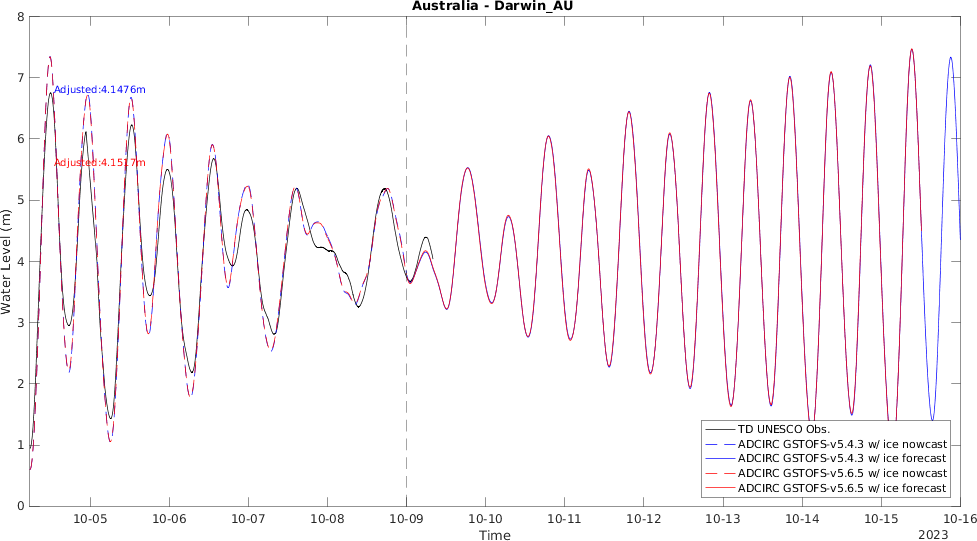 Australia - Darwin_AU
8
7
6
5
4
3
2
1
0
Water Level (m)
Adjusted:4.1476m
Adjusted:4.1517m
TD UNESCO Obs.
ADCIRC GSTOFS-v5.4.3 w/ ice nowcast
ADCIRC GSTOFS-v5.4.3 w/ ice forecast
ADCIRC GSTOFS-v5.6.5 w/ ice nowcast
ADCIRC GSTOFS-v5.6.5 w/ ice forecast
10-05 10-06 10-07 10-08 10-09 10-10 10-11 10-12 10-13 10-14 10-15 10-16
Time
2023